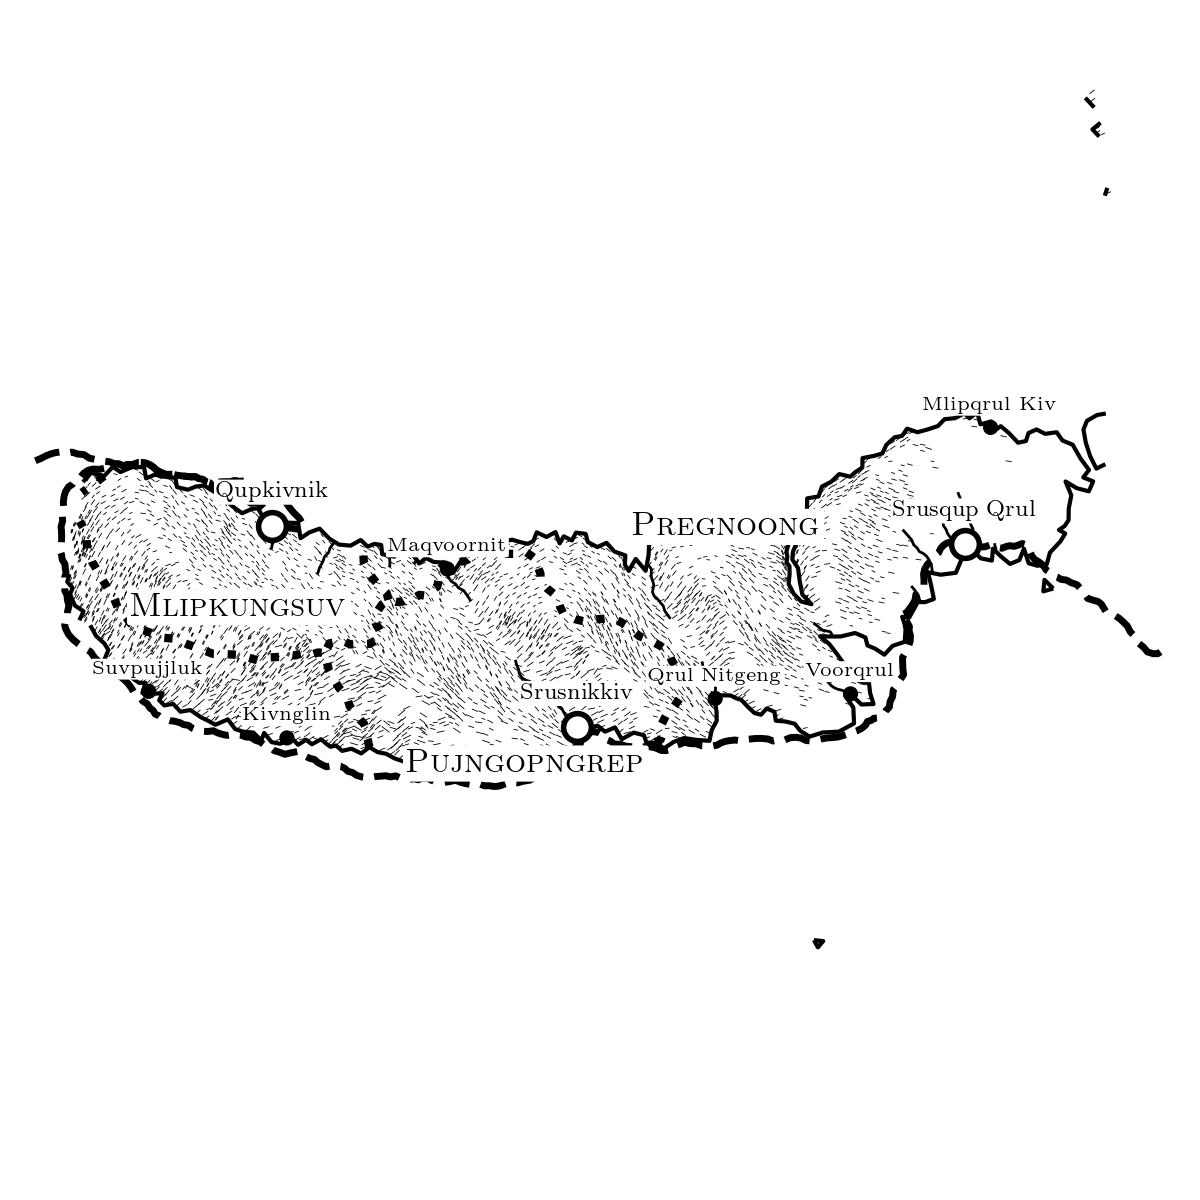 Mlipqrul Kiv
Qupkivnik
Srusqup Qrul
Pregnoong
Maqvoornit
Mlipkungsuv
Suvpujjluk
Voorqrul
Qrul Nitgeng
Srusnikkiv
Kivnglin
Pujngopngrep